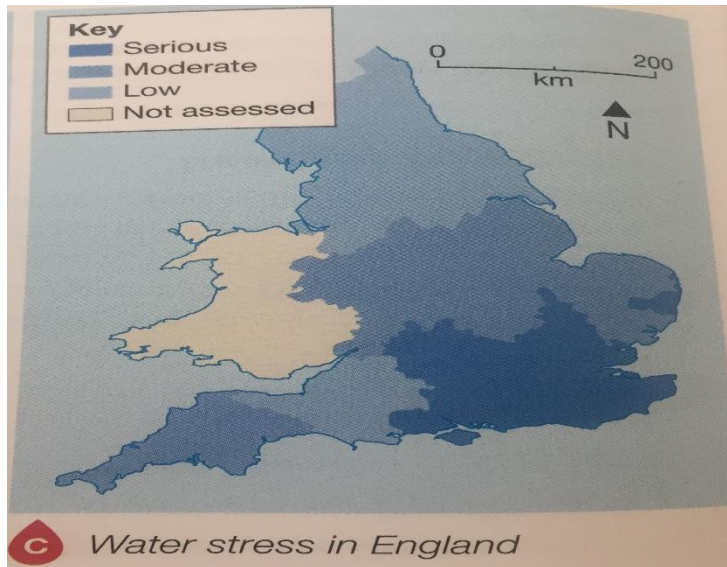 Key
Serious
Moderate
Low
Not assessed
0 200
km
N
C Water stress in England